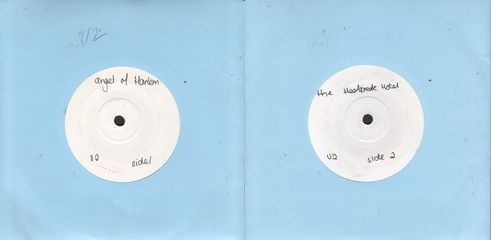 U2
angel of Harlem
U2 side 1
the Heartbreak Hotel
U2 side 2